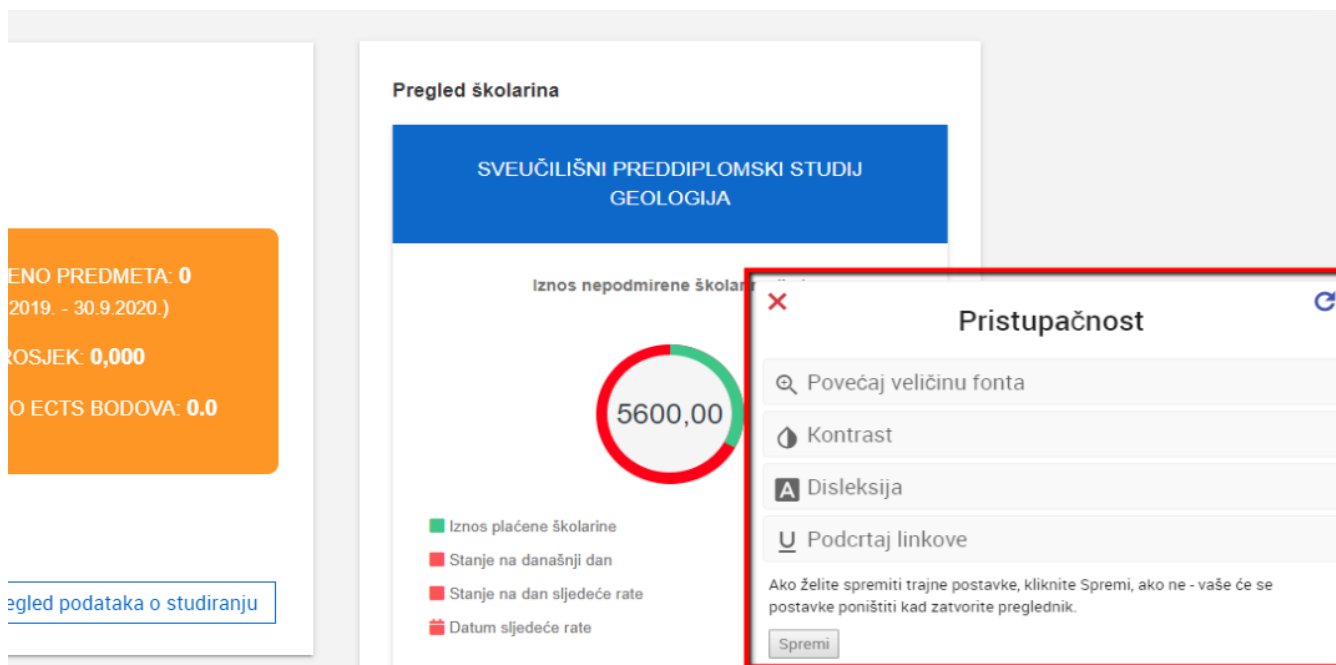 ENO PREDMETA: 0
2019. - 30.9.2020.)
ROSJEK: 0,000
O ECTS BODOVA: 0.0
egled podataka o studiranju
Pregled školarina
SVEUČILIŠNI PREDDIPLOMSKI STUDIJ
GEOLOGIJA
Iznos nepodmirene školarin
5600,00
Iznos plaćene školarine
Stanje na današnji dan
Stanje na dan sljedeće rate
Datum sljedeće rate
Pristupačnost
Povećaj veličinu fonta
Kontrast
A Disleksija
U Podcrtaj linkove
Ako želite spremiti trajne postavke, kliknite Spremi, ako ne - vaše će se
postavke poništiti kad zatvorite preglednik.
Spremi